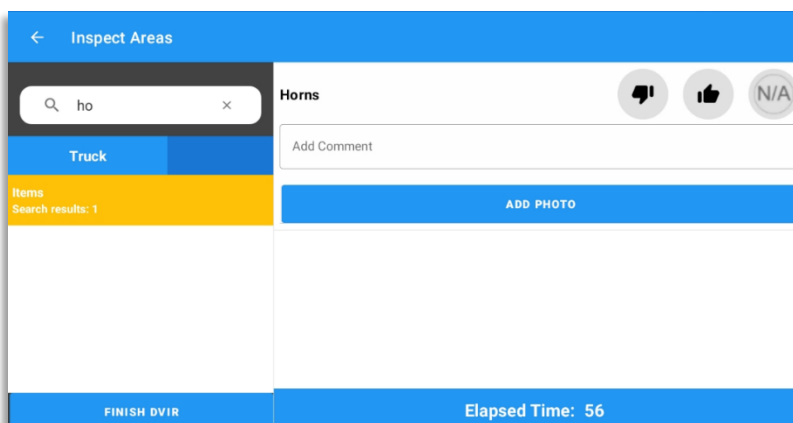 Inspect Areas
ho
Truck
Items
Search results: 1
FINISH DVIR
Horns
N/A
Add Comment
ADD PHOTO
Elapsed Time: 56